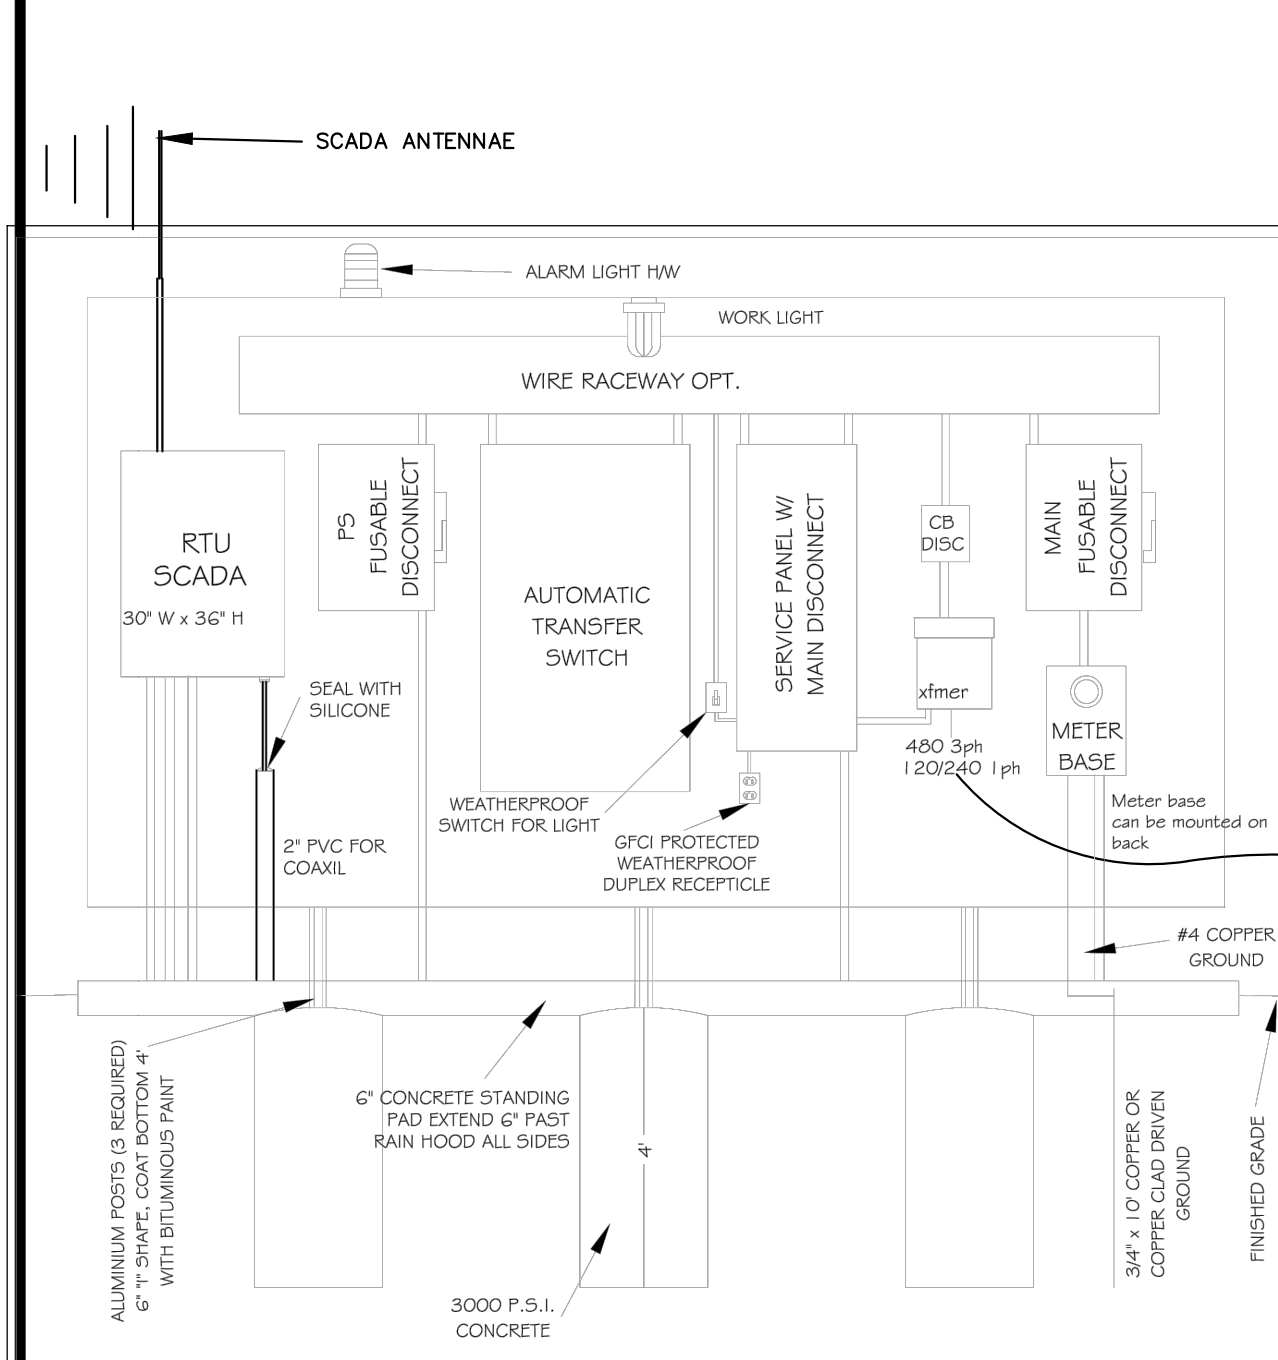 SCADA ANTENNAE
ALARM LIGHT H/W
WORK LIGHT
WIRE RACEWAY OPT.
RTU
SCADA
30" W x 36" H
PS
FUSABLE
DISCONNECT
AUTOMATIC
TRANSFER
SWITCH
SERVICE PANEL W/
MAIN DISCONNECT
CB
DISC
xfmer
480 3ph
120/240 1ph
MAIN
FUSABLE
DISCONNECT
METER
BASE
SEAL WITH
SILICONE
2" PVC FOR
COAXIL
WEATHERPROOF
SWITCH FOR LIGHT
GFCI PROTECTED
WEATHERPROOF
DUPLEX RECEPTICLE
Meter base
can be mounted on
back
#4 COPPER
GROUND
ALUMINIUM POSTS (3 REQUIRED)
6" "I" SHAPE, COAT BOTTOM 4'
WITH BITUMINOUS PAINT
6" CONCRETE STANDING
PAD EXTEND 6" PAST
RAIN HOOD ALL SIDES
4'
3000 P.S.I.
CONCRETE
3/4" x 10' COPPER OR
COPPER CLAD DRIVEN
GROUND
FINISHED GRADE